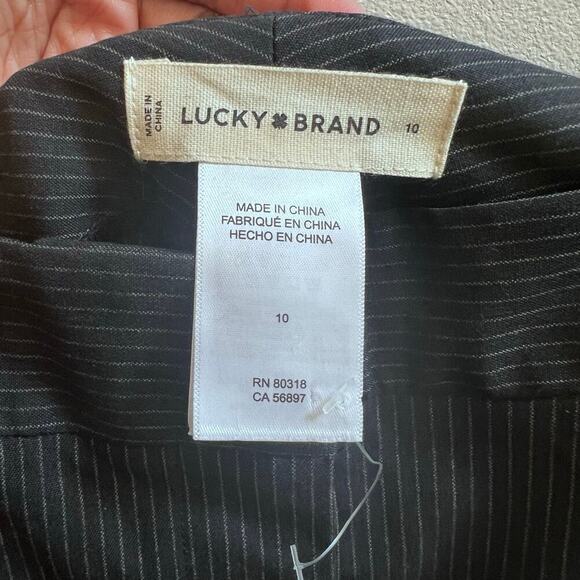 MADE IN
CHINA
LUCKY BRAND
10
MADE IN CHINA
FABRIQUÉ EN CHINA
HECHO EN CHINA
10
RN 80318
CA 56897